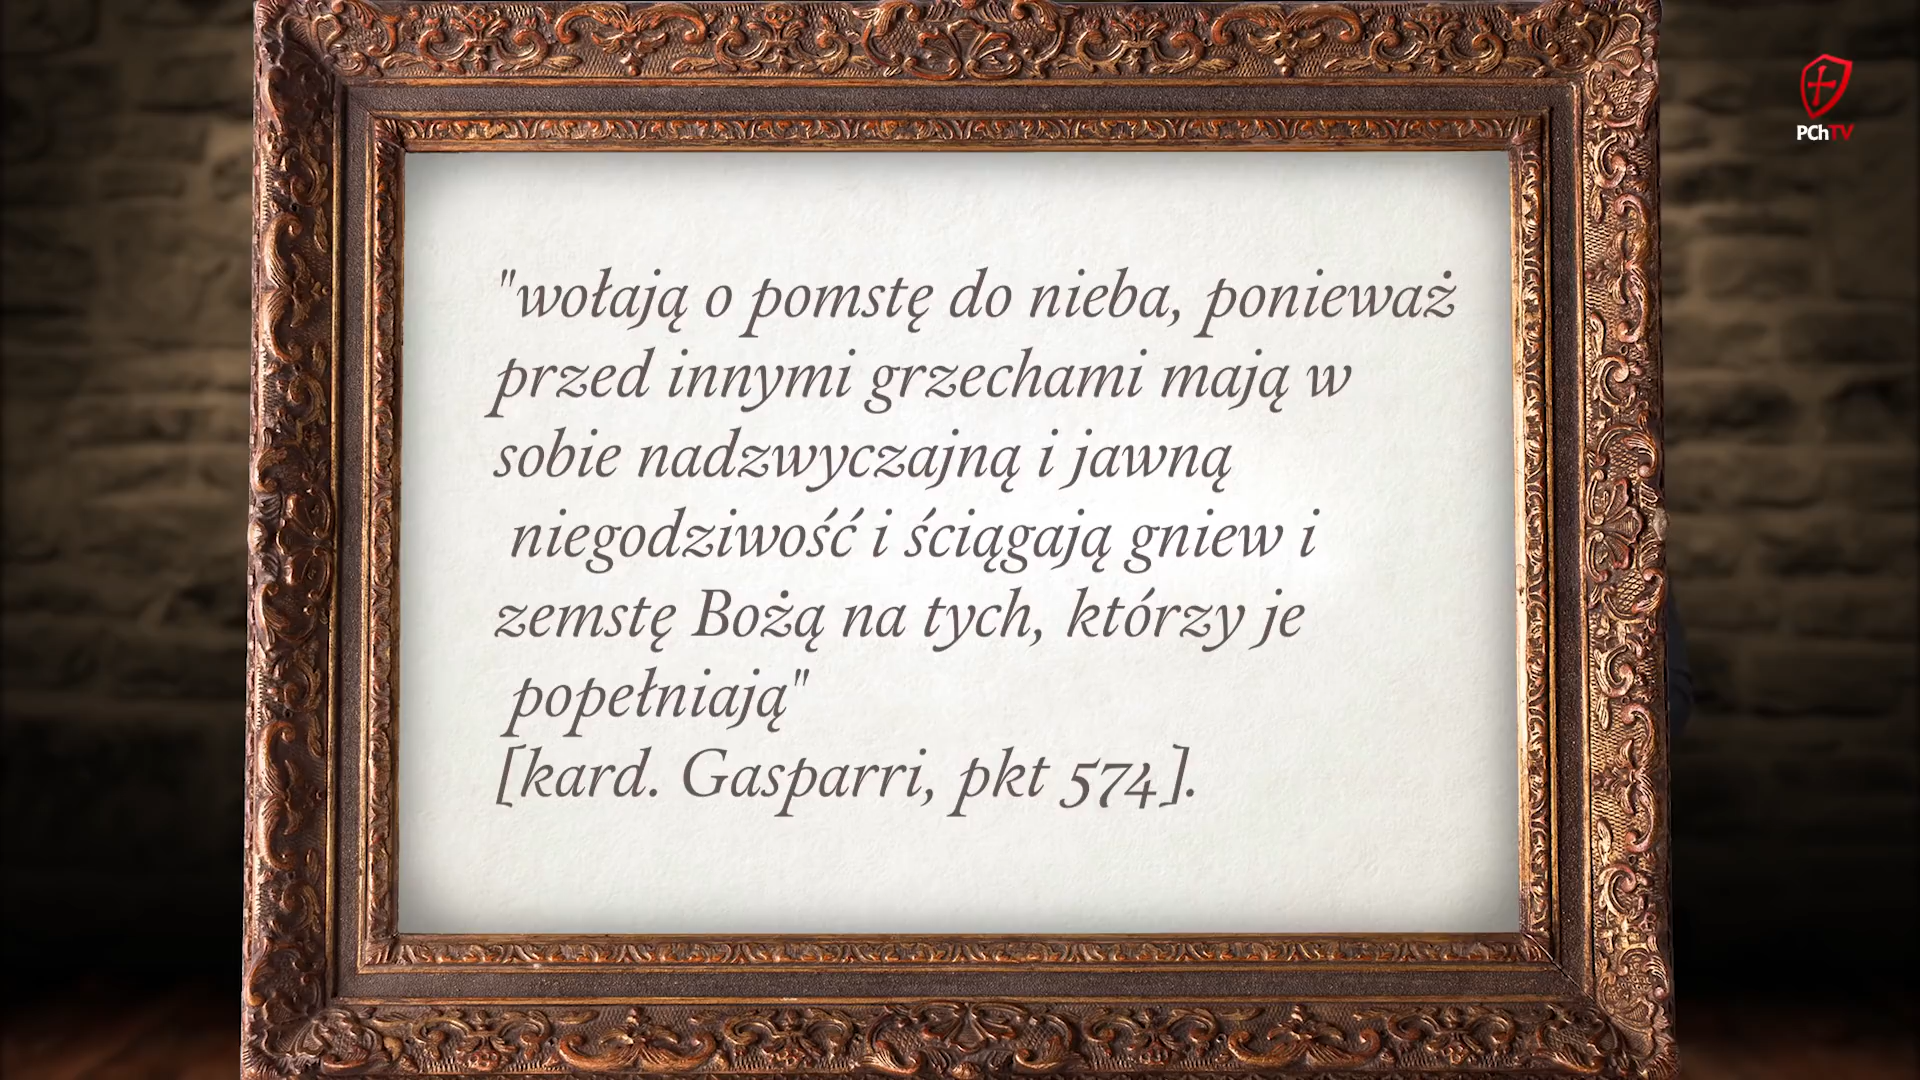 PChTV
"wołają o pomstę do nieba, ponieważ
przed innymi grzechami mają w
sobie nadzwyczajną i jawną
niegodziwość i ściągają gniew i
zemstę Bożą na tych, którzy je
popełniają"
[kard. Gasparri, pkt 574].